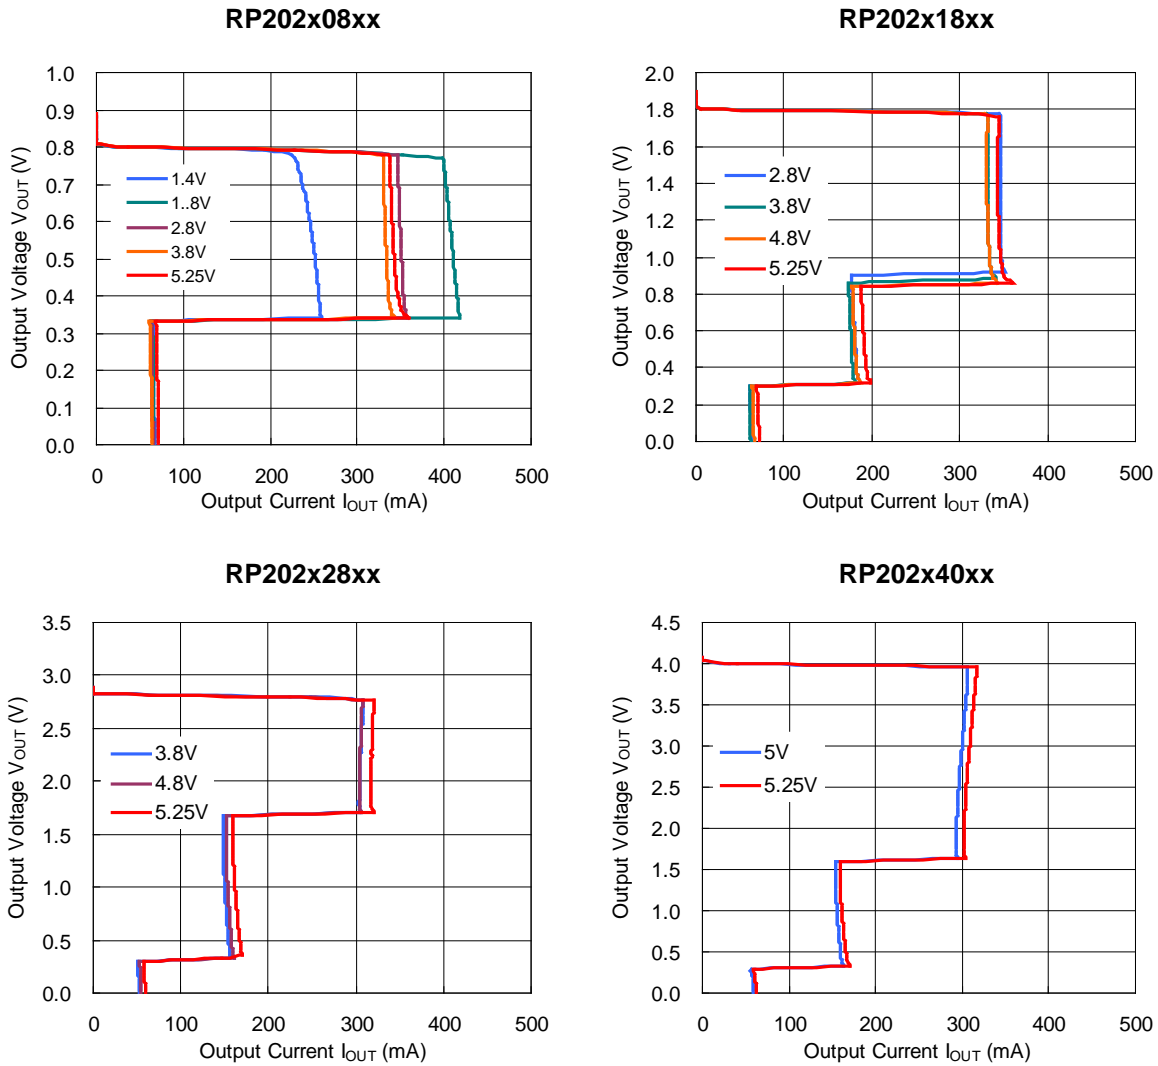 RP202x08xx
1.0
0.9
0.8
0.7
0.6
0.5
0.4
0.3
0.2
0.1
0.0
Output Voltage VOUT (V)
1.4V
1..8V
2.8V
3.8V
5.25V
0 100 200 300 400 500
Output Current IOUT (mA)
RP202x18xx
2.0
1.8
1.6
1.4
1.2
1.0
0.8
0.6
0.4
0.2
0.0
Output Voltage VOUT (V)
2.8V
3.8V
4.8V
5.25V
0 100 200 300 400 500
Output Current IOUT (mA)
RP202x28xx
3.5
3.0
2.5
2.0
1.5
1.0
0.5
0.0
Output Voltage VOUT (V)
3.8V
4.8V
5.25V
0 100 200 300 400 500
Output Current IOUT (mA)
RP202x40xx
4.5
4.0
3.5
3.0
2.5
2.0
1.5
1.0
0.5
0.0
Output Voltage VOUT (V)
5V
5.25V
0 100 200 300 400 500
Output Current IOUT (mA)